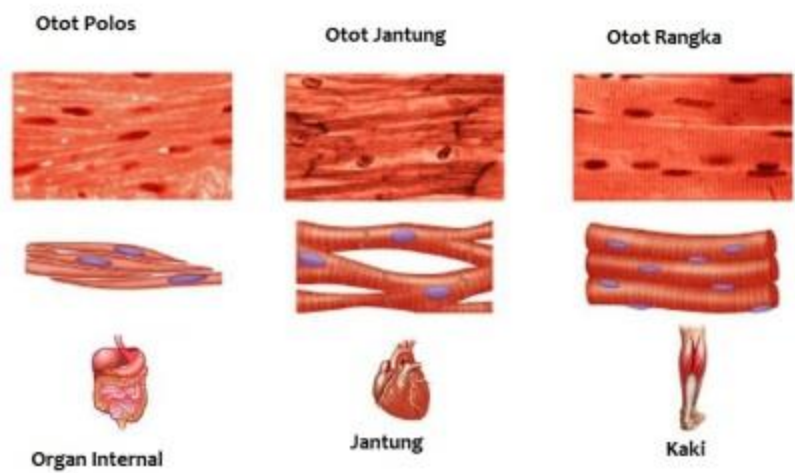 Otot Polos
Otot Jantung
Otot Rangka
Organ Internal
Jantung
Kaki